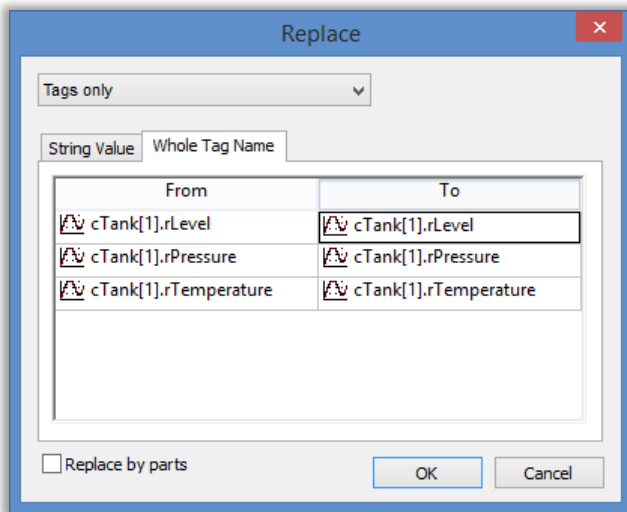 Replace
Tags only
String Value Whole Tag Name
From To
cTank[1].rLevel cTank[1].rLevel
cTank[1].rPressure cTank[1].rPressure
cTank[1].rTemperature cTank[1].rTemperature
Replace by parts OK Cancel